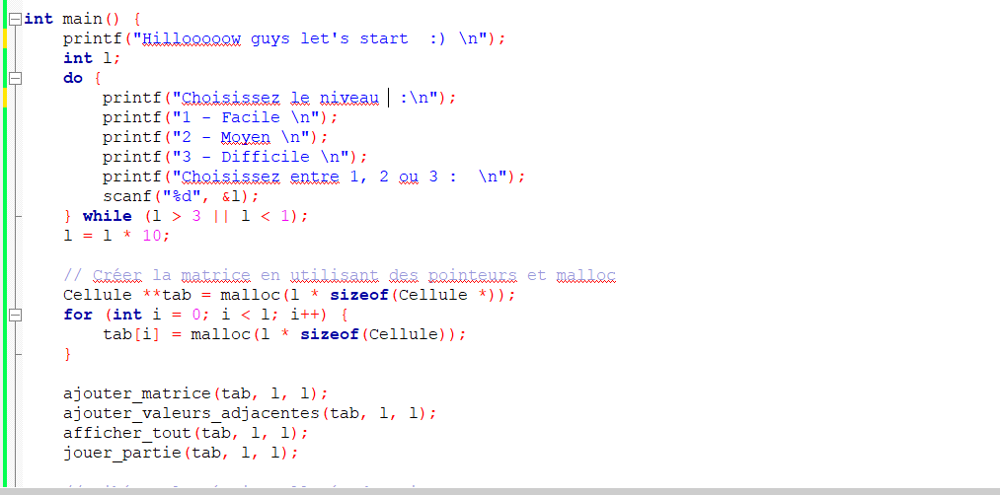 int main() {
    printf("Hillooooow guys let's start  :) \n");
    int l;
    do {
        printf("Choisissez le niveau  :\n");
        printf("1 - Facile \n");
        printf("2 - Moyen \n");
        printf("3 - Difficile \n");
        printf("Choisissez entre 1, 2 ou 3 :  \n");
        scanf("%d", &l);
    } while (l > 3 || l < 1);
    l = l * 10;
    // Créer la matrice en utilisant des pointeurs et malloc
    Cellule **tab = malloc(l * sizeof(Cellule *));
    for (int i = 0; i < l; i++) {
        tab[i] = malloc(l * sizeof(Cellule));
    }
    ajouter_matrice(tab, l, l);
    ajouter_valeurs_adjacentes(tab, l, l);
    afficher_tout(tab, l, l);
    jouer_partie(tab, l, l);